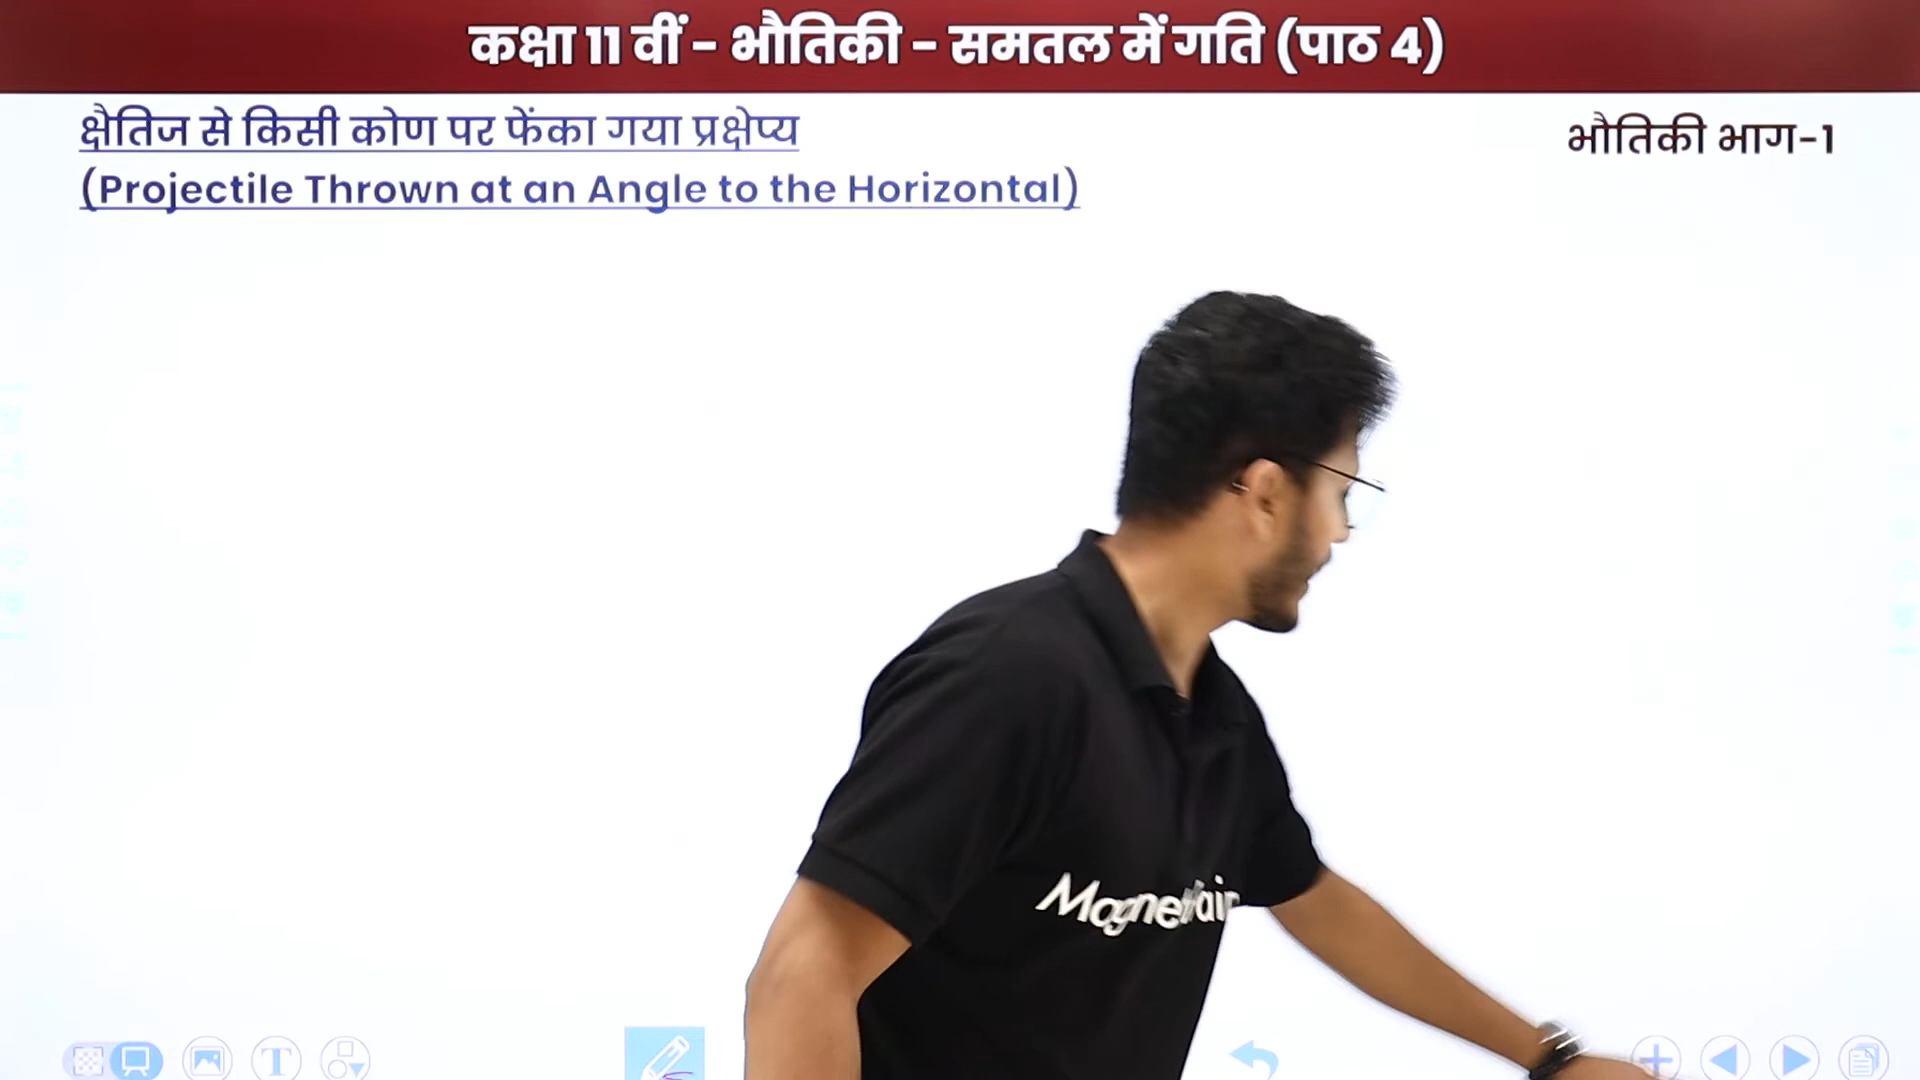 कक्षा 11 वीं - भौतिकी - समतल में गति (पाठ 4)
क्षैतिज से किसी कोण पर फेंका गया प्रक्षेप्य
भौतिकी भाग-1
(Projectile Thrown at an Angle to the Horizontal)
T